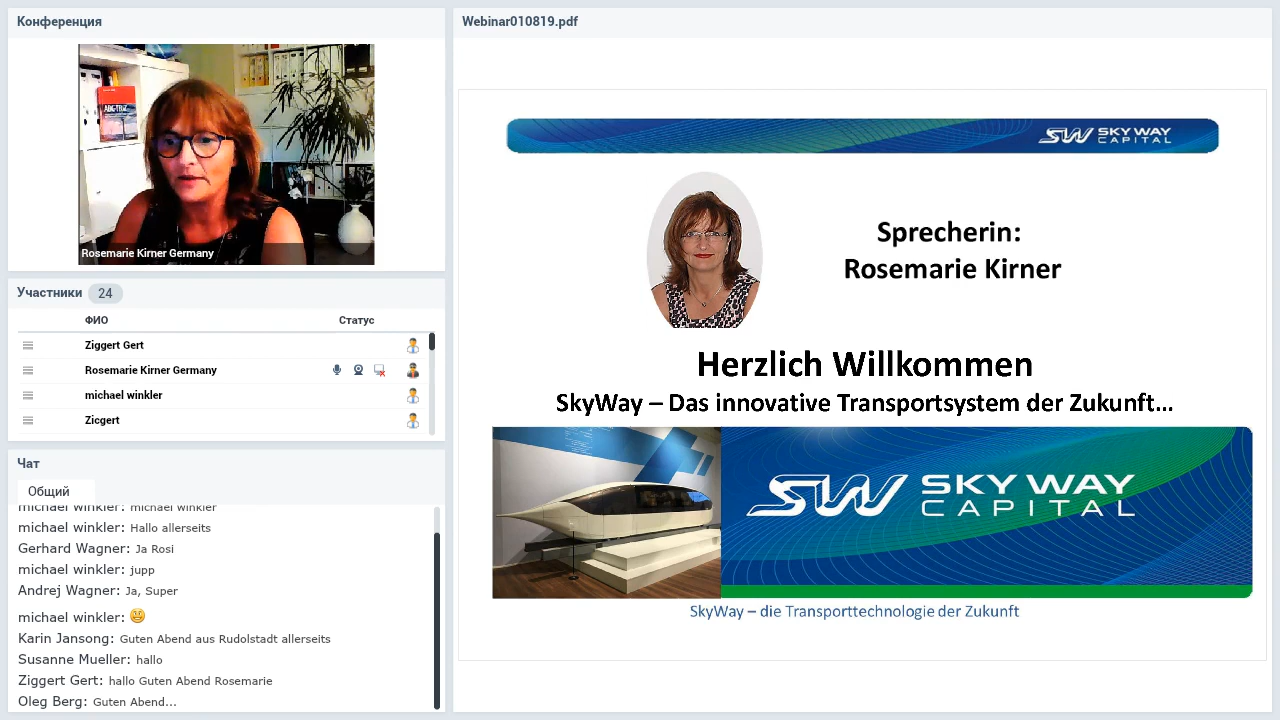 Конференция
Rosemarie Kirner Germany
Участники 24
ФИО Статус
Ziggert Gert
Rosemarie Kirner Germany
michael winkler
Zicgert
Чат
Общий
michael winkler: michael winkler
michael winkler: Hallo allerseits
Gerhard Wagner: Ja Rosi
michael winkler: jupp
Andrej Wagner: Ja, Super
michael winkler:
Karin Jansong: Guten Abend aus Rudolstadt allerseits
Susanne Mueller: hallo
Ziggert Gert: hallo Guten Abend Rosemarie
Oleg Berg: Guten Abend...
Webinar010819.pdf
SW SKY WAY
CAPITAL
Sprecherin:
Rosemarie Kirner
Herzlich Willkommen
SkyWay – Das innovative Transportsystem der Zukunft...
SW SKY WAY
CAPITAL
SkyWay – die Transporttechnologie der Zukunft